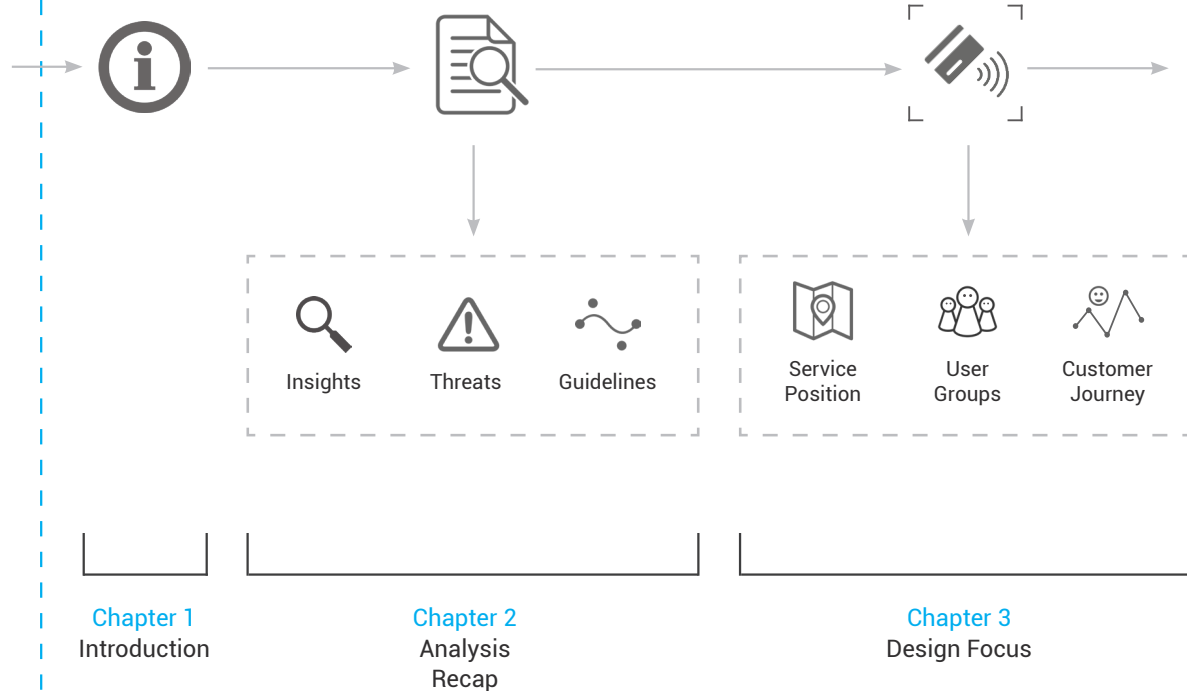 Insights
Threats
Guidelines
Service
Position
User
Groups
Customer
Journey
Chapter 1
Introduction
Chapter 2
Analysis
Recap
Chapter 3
Design Focus